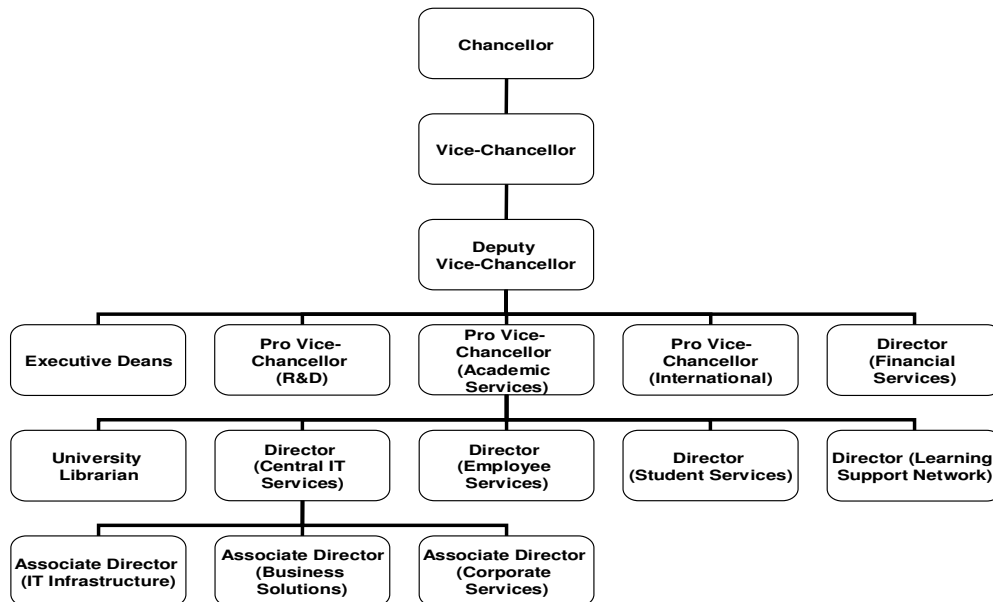 Chancellor
Vice-Chancellor
Deputy
Vice-Chancellor
Executive Deans
Pro Vice-
Chancellor
(R&D)
Pro Vice-
Chancellor
(Academic
Services)
Pro Vice-
Chancellor
(International)
Director
(Financial
Services)
University
Librarian
Director
(Central IT
Services)
Director
(Employee
Services)
Director
(Student Services)
Director (Learning
Support Network)
Associate Director
(IT Infrastructure)
Associate Director
(Business
Solutions)
Associate Director
(Corporate
Services)